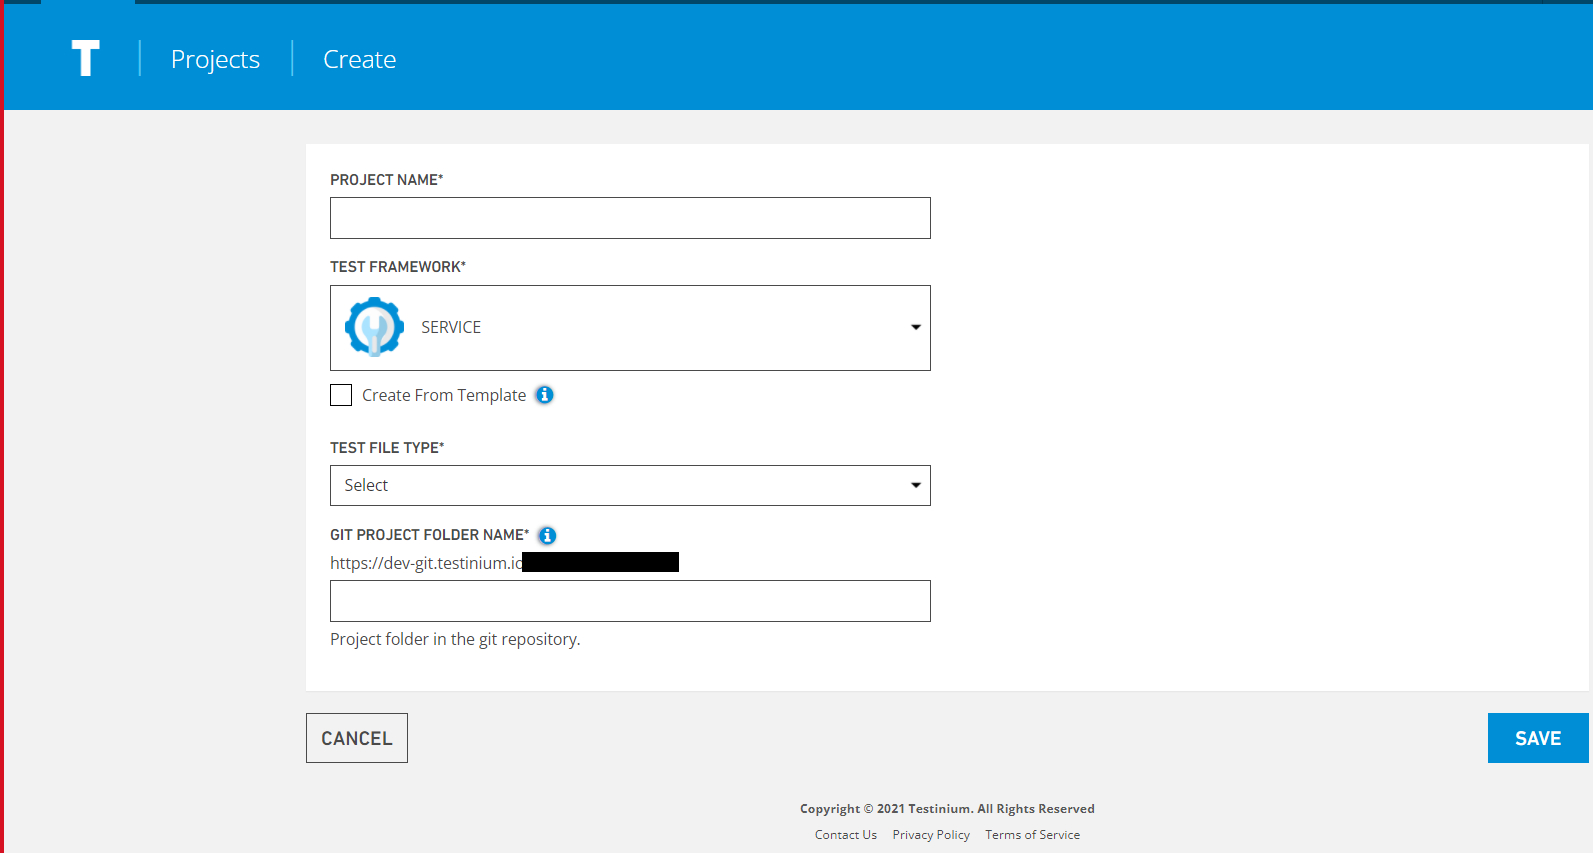 T Projects Create
PROJECT NAME*
TEST FRAMEWORK*
SERVICE
Create From Template
TEST FILE TYPE*
Select
GIT PROJECT FOLDER NAME*
https://dev-git.testinium.io
Project folder in the git repository.
CANCEL SAVE
Copyright © 2021 Testinium. All Rights Reserved
Contact Us Privacy Policy Terms of Service